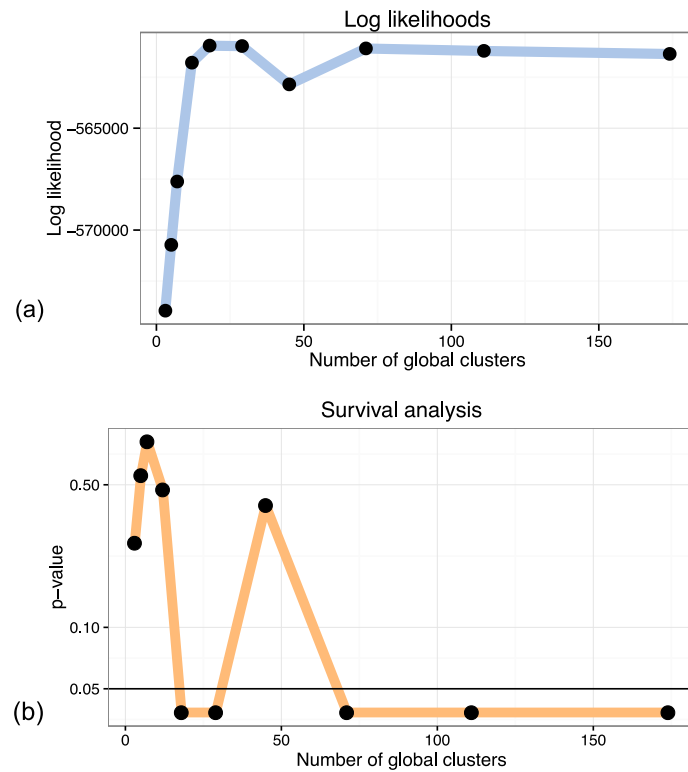 Log likelihoods
Log likelihood
−565000
−570000
(a)
0 50 100 150
Number of global clusters
Survival analysis
p−value
0.50
0.10
0.05
(b)
0 50 100 150
Number of global clusters